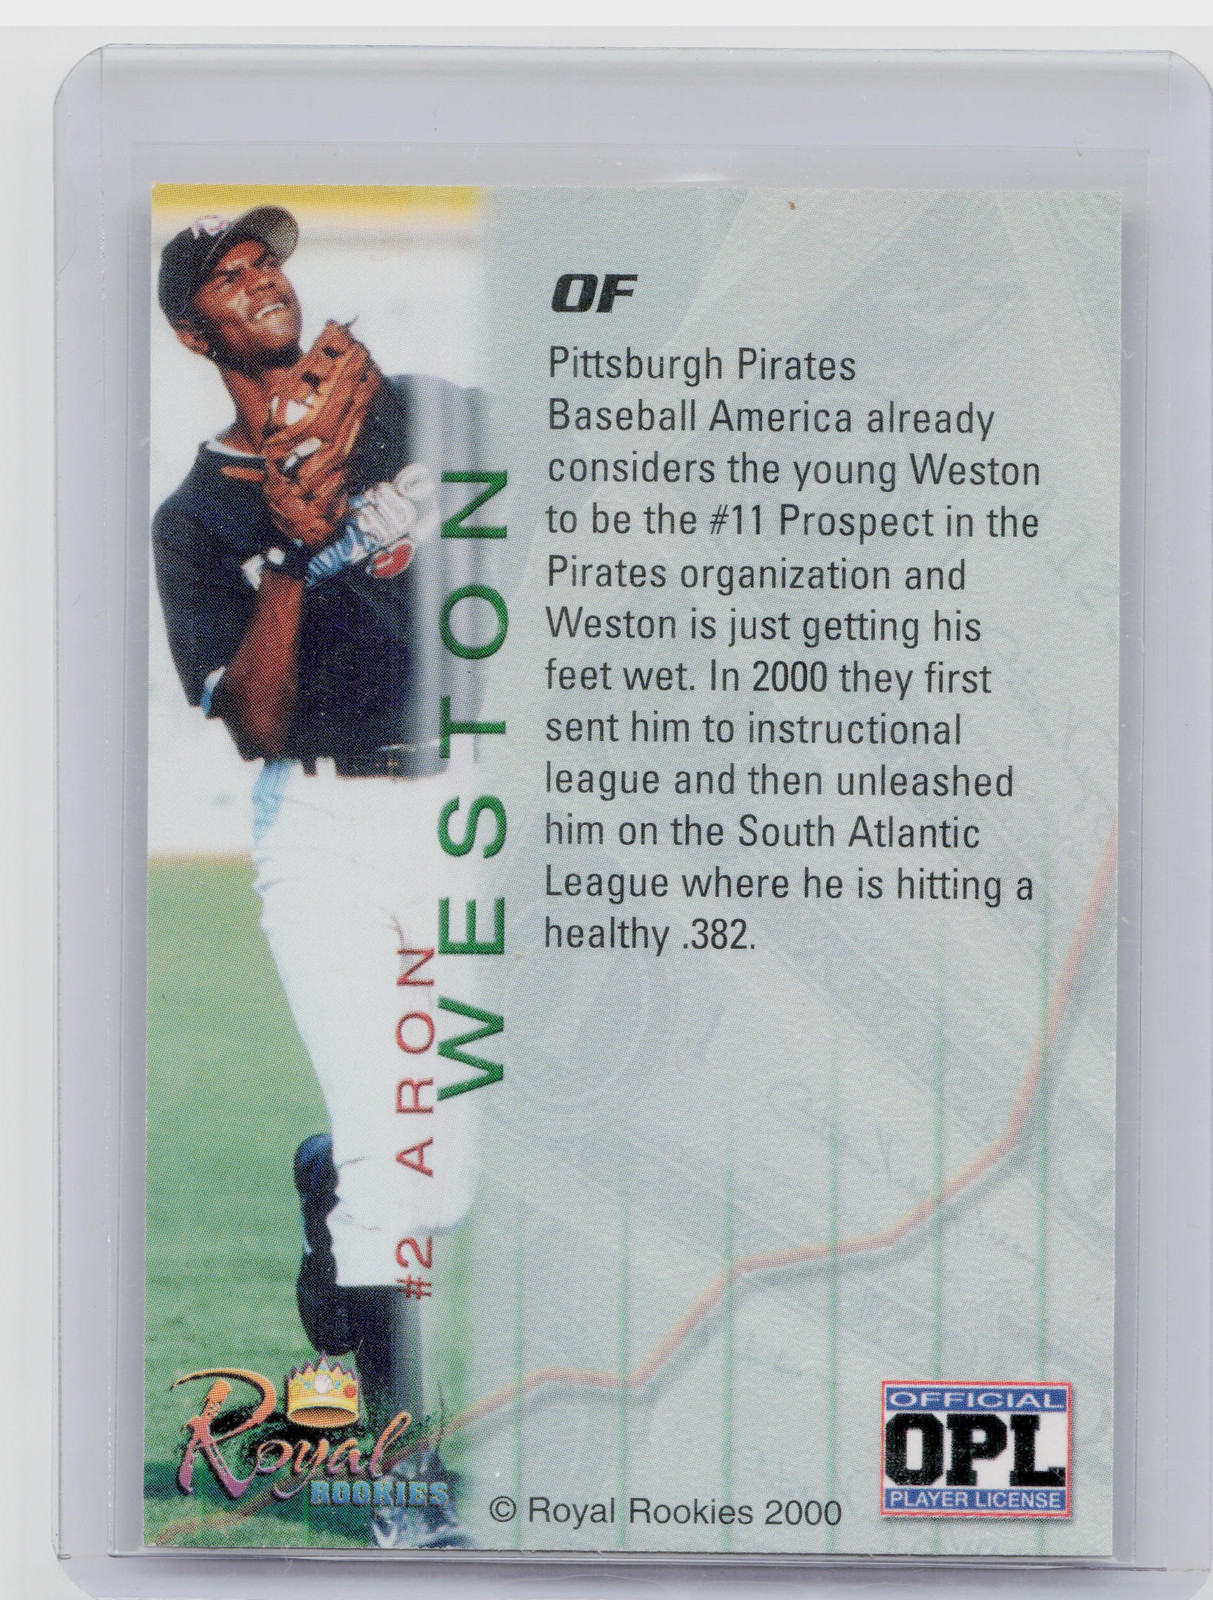 OF
Pittsburgh Pirates
Baseball America already
considers the young Weston
to be the #11 Prospect in the
Pirates organization and
Weston is just getting his
feet wet. In 2000 they first
sent him to instructional
league and then unleashed
him on the South Atlantic
League where he is hitting a
healthy .382.
#2 ARON
WESTON
Royal
ROOKIES
© Royal Rookies 2000
OFFICIAL
OPL
PLAYER LICENSE